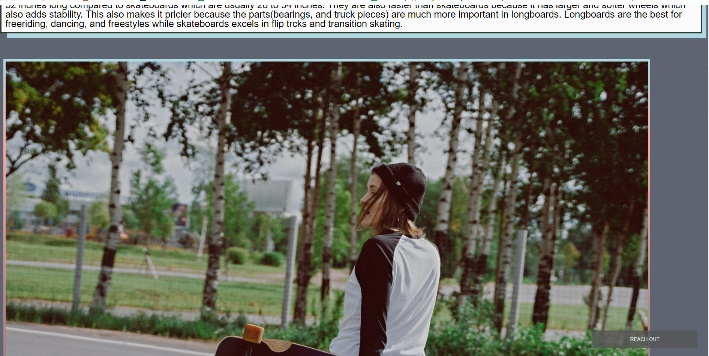 52 inches long compared to skateboards which are usually 28 to 34 inches. They are also faster than skateboards because it has larger and softer wheels which
also adds stability. This also makes it pricier because the parts(bearings, and truck pieces) are much more important in longboards. Longboards are the best for
freeriding, dancing, and freestyles while skateboards excels in flip trcks and transition skating.
REACH OUT